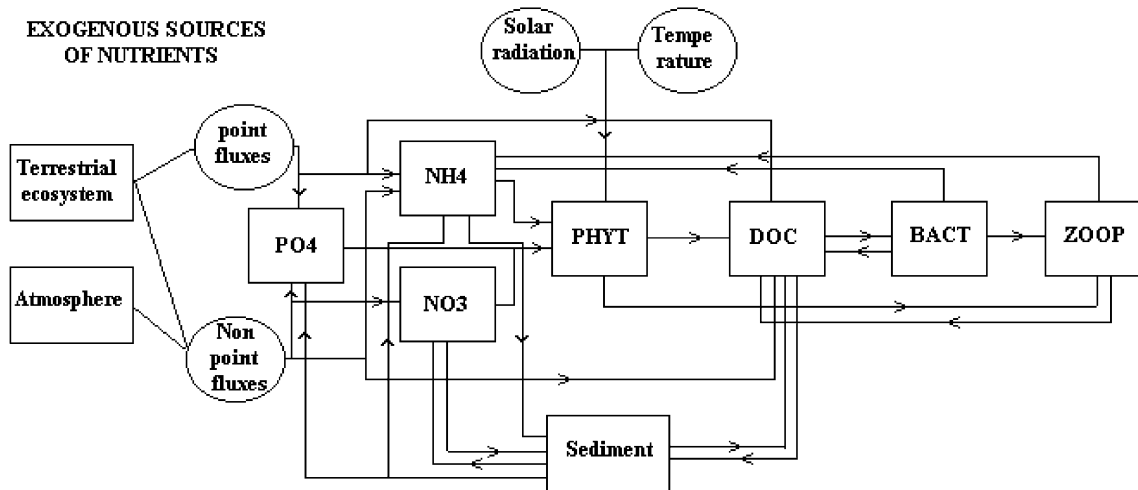 EXOGENOUS SOURCES
OF NUTRIENTS
Solar
radiation
Tempe
rature
point
fluxes
Terrestrial
ecosystem
NH4
PO4
PHYT
DOC
BACT
ZOOP
Atmosphere
NO3
Non
point
fluxes
Sediment